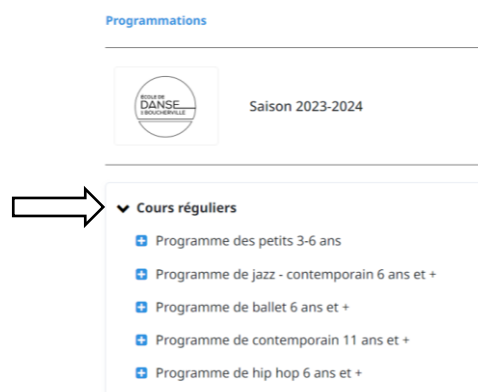 Programmations
ÉCOLE DE
DANSE
BOUCHERVILLE
Saison 2023-2024
Cours réguliers
Programme des petits 3-6 ans
Programme de jazz - contemporain 6 ans et +
Programme de ballet 6 ans et +
Programme de contemporain 11 ans et +
Programme de hip hop 6 ans et +